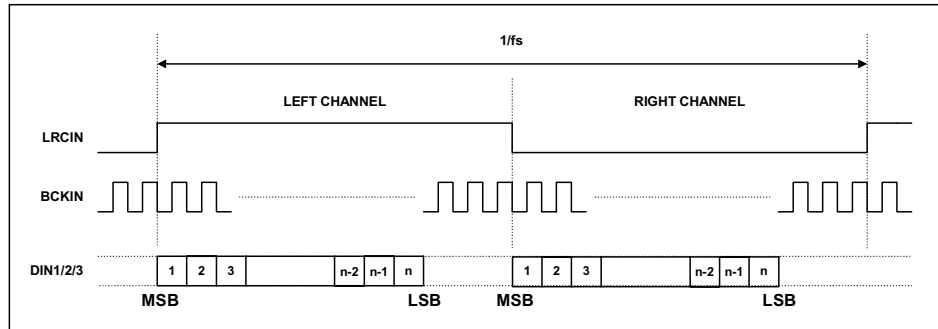 1/fs
LEFT CHANNEL RIGHT CHANNEL
LRCIN
BCKIN
DIN1/2/3 1 2 3 n-2 n-1 n 1 2 3 n-2 n-1 n
MSB LSB MSB LSB